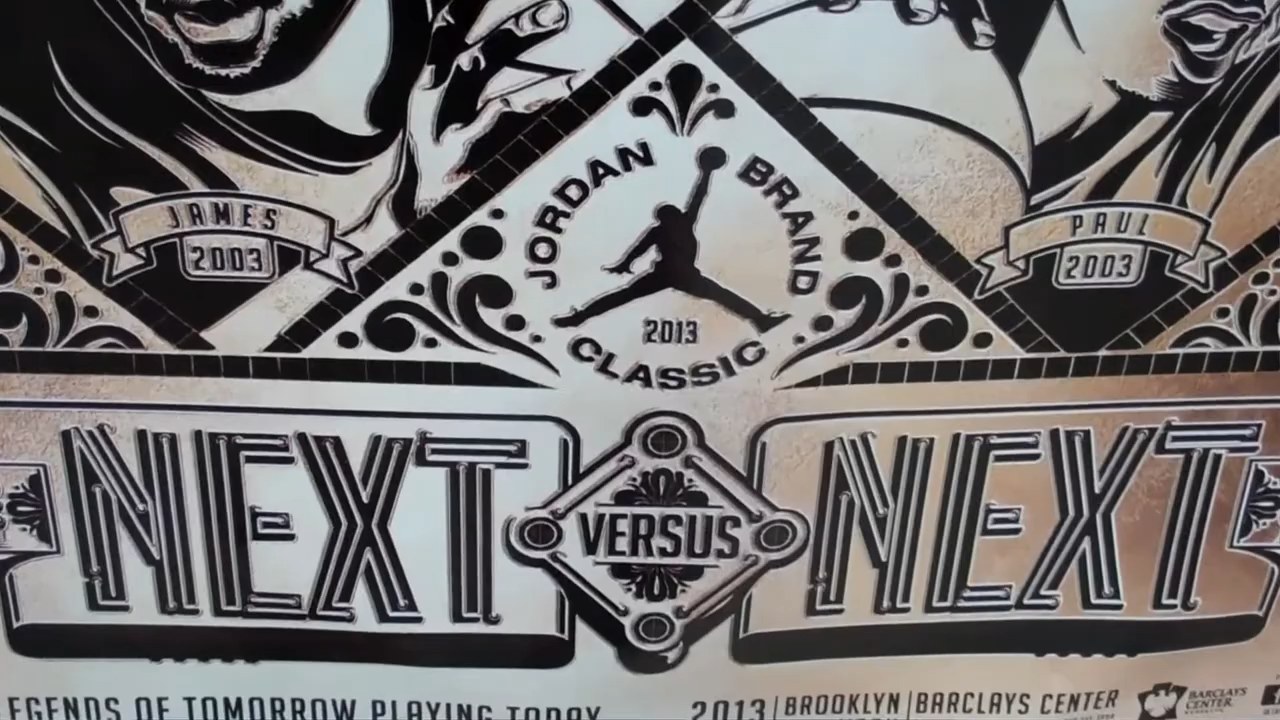 JAMES
2003
PAUL
2003
JORDAN BRAND
2013
CLASSIC
NEXT VERSUS NEXT
EGENDS OF TOMORROW PLAYING TODAY
2013 | BROOKLYN | BARCLAYS CENTER
BARCLAYS
CENTER